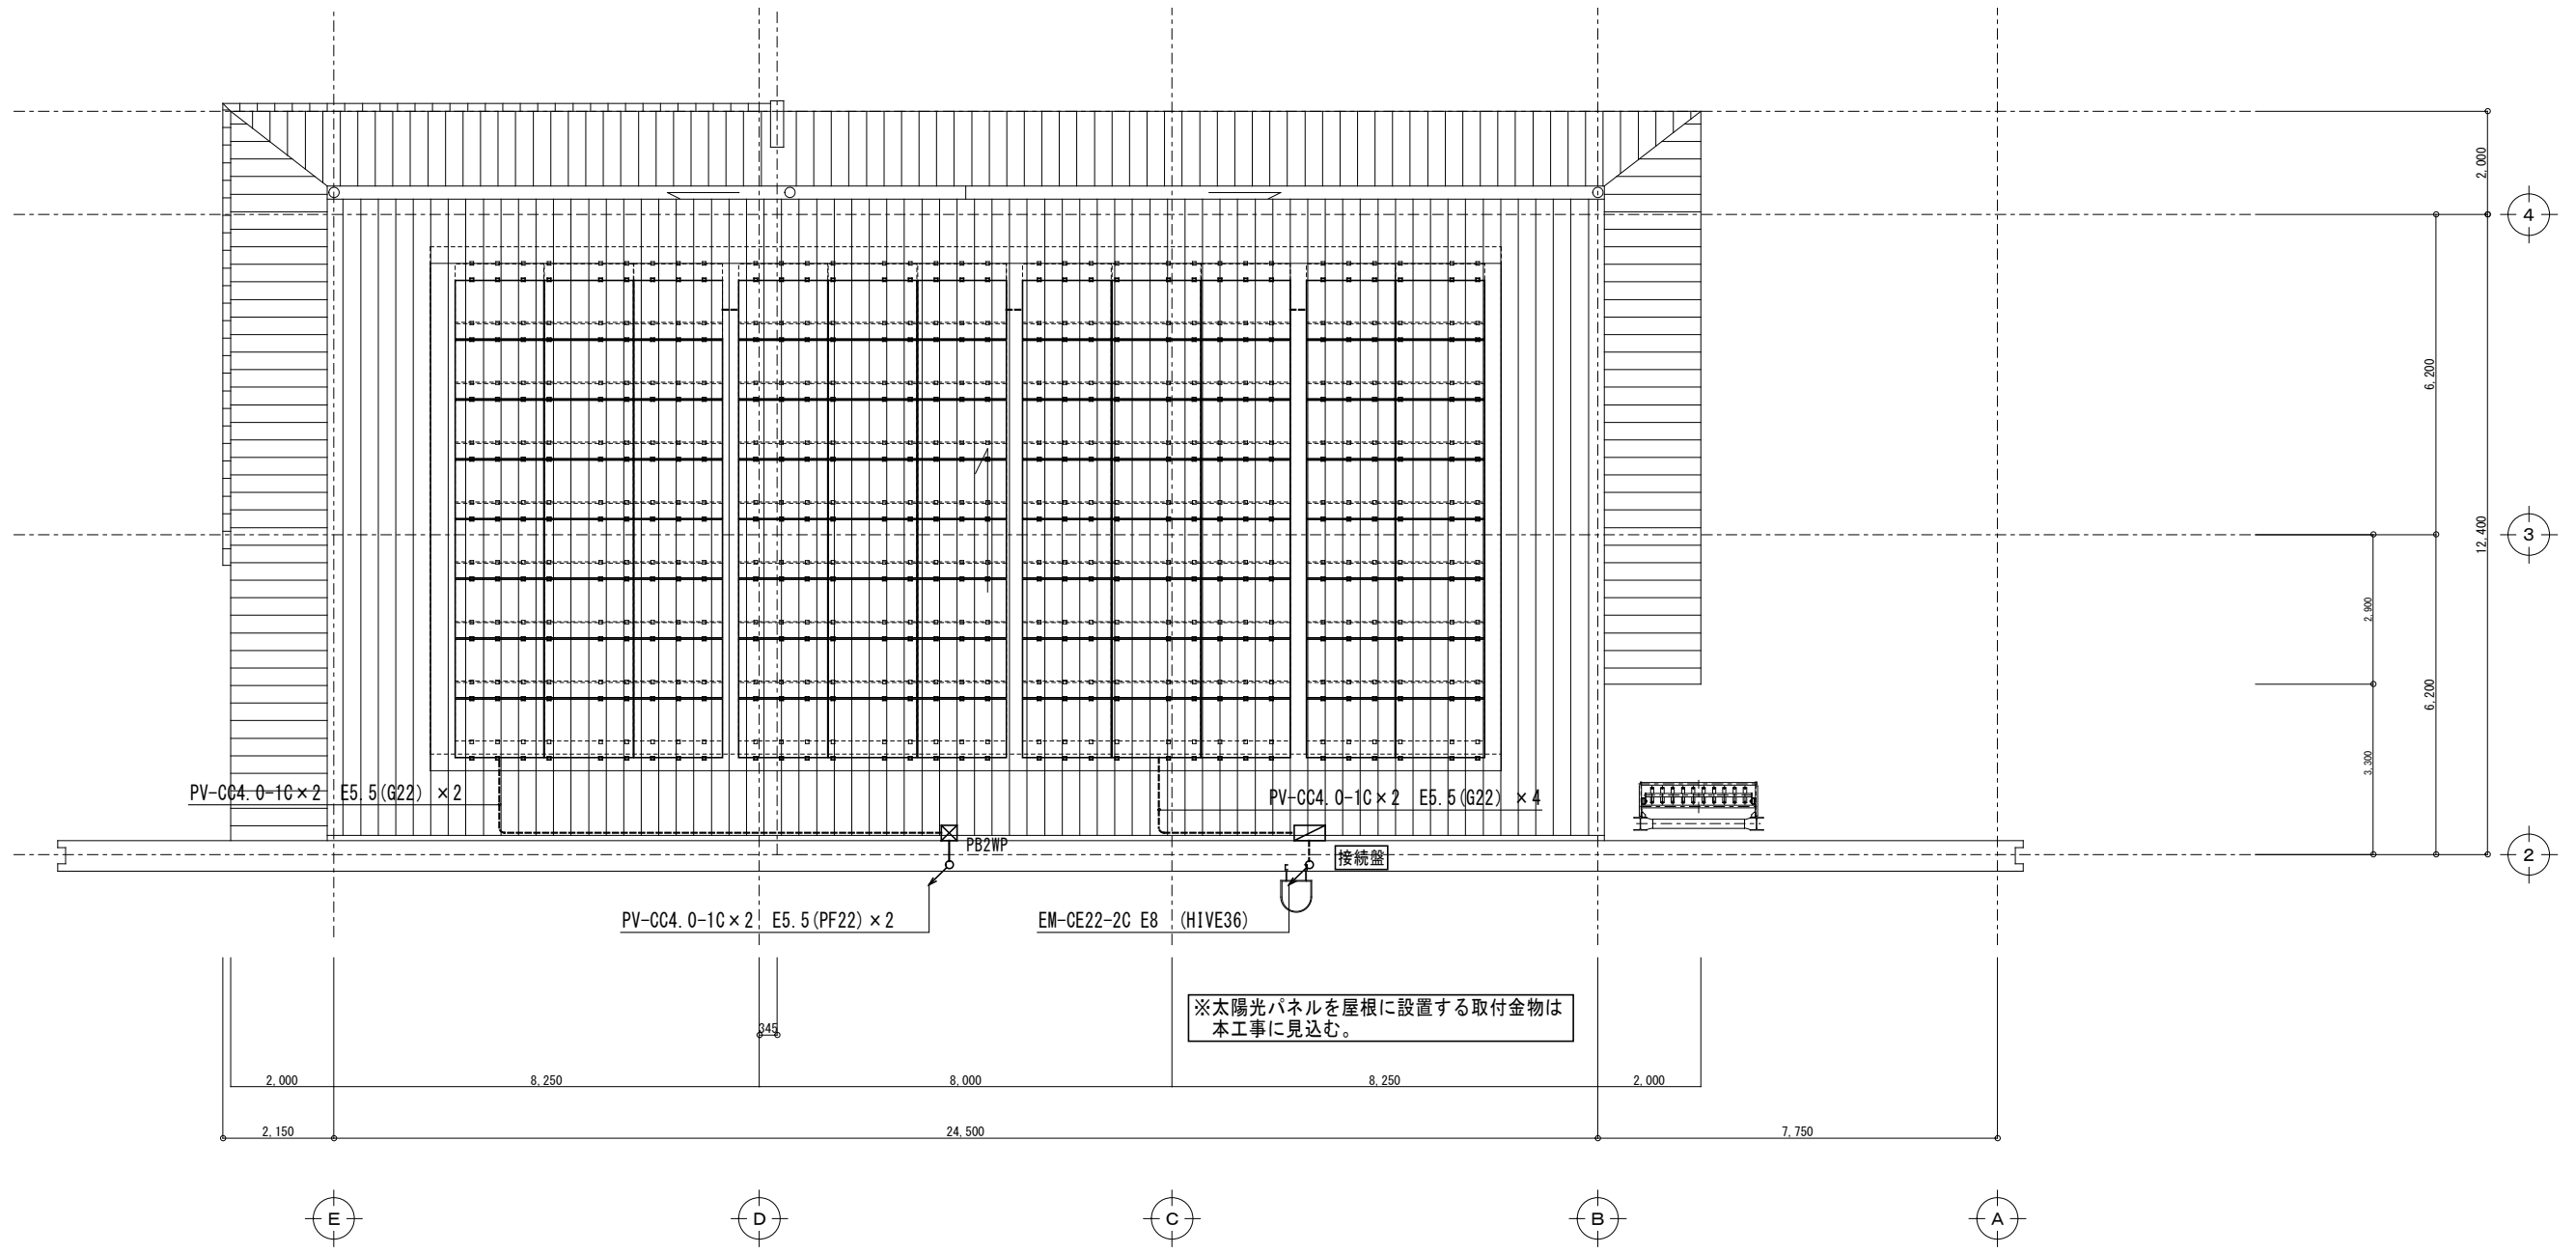 2,000
4
6,200
12,400
3
2,900
6,200
3,300
PV-CC4.0-1C×2 E5.5(G22) ×2
PV-CC4.0-1C×2 E5.5(G22) ×4
PB2WP
接続盤
2
PV-CC4.0-1C×2 E5.5(PF22)×2
EM-CE22-2C E8 (HIVE36)
※太陽光パネルを屋根に設置する取付金物は
本工事に見込む。
345
2,000
8,250
8,000
8,250
2,000
2,150
24,500
7,750
E
D
C
B
A